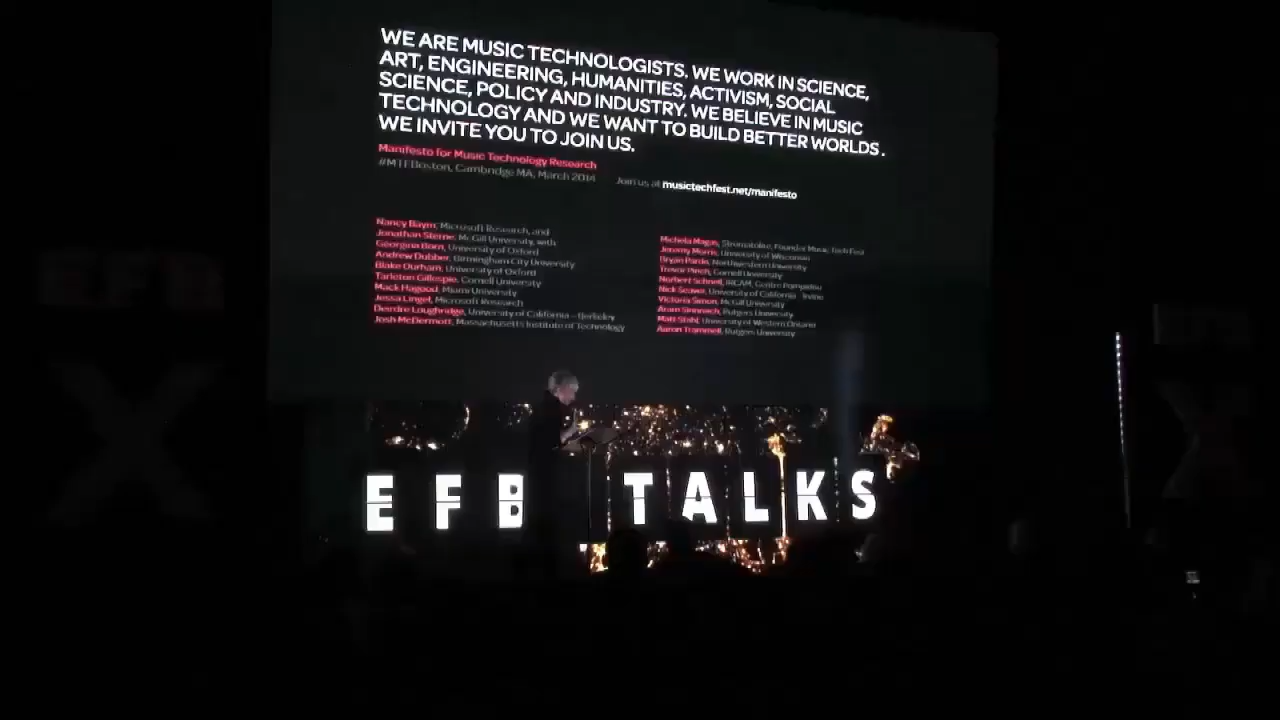 WE ARE MUSIC TECHNOLOGISTS. WE WORK IN SCIENCE,
ART, ENGINEERING, HUMANITIES, ACTIVISM, SOCIAL
SCIENCE, POLICY AND INDUSTRY. WE BELIEVE IN MUSIC
TECHNOLOGY AND WE WANT TO BUILD BETTER WORLDS.
WE INVITE YOU TO JOIN US.
Manifesto for Music Technology Research
#MTFBoston, Cambridge MA, March 2014
Join us at musictechfest.net/manifesto
Nancy Baym, Microsoft Research, and
Jonathan Sterne, McGill University, with
Georgina Born, University of Oxford
Andrew Dubber, Birmingham City University
Blake Durham, University of Oxford
Tarleton Gillespie, Cornell University
Mack Hagood, Miami University
Jessa Lingel, Microsoft Research
Deirdre Loughridge, University of California - Berkeley
Josh McDermott, Massachusetts Institute of Technology
Michela Magas, Stromatolite, Founder Music Tech Fest
Jeremy Morris, University of Wisconsin
Bryan Pardo, Northwestern University
Trevor Pinch, Cornell University
Norbert Schnell, IRCAM, Centre Pompidou
Nick Seaver, University of California - Irvine
Victoria Simon, McGill University
Aram Sinnreich, Rutgers University
Matt Stahl, University of Western Ontario
Aaron Trammell, Rutgers University
EFB TALKS